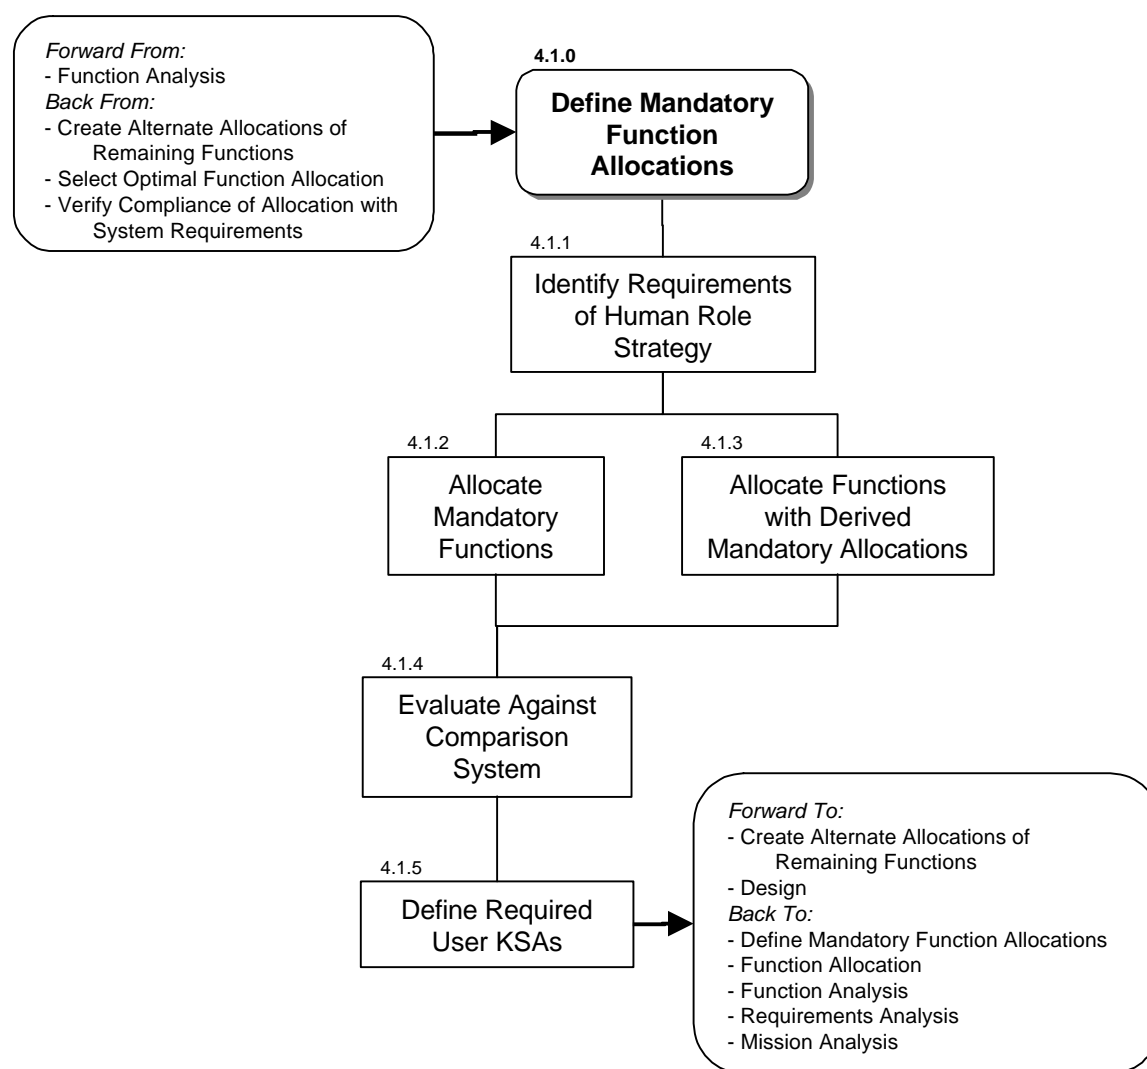 Forward From:
- Function Analysis
Back From:
- Create Alternate Allocations of
Remaining Functions
- Select Optimal Function Allocation
- Verify Compliance of Allocation with
System Requirements
4.1.0
Define Mandatory
Function
Allocations
4.1.1
Identify Requirements
of Human Role
Strategy
4.1.2
Allocate
Mandatory
Functions
4.1.3
Allocate Functions
with Derived
Mandatory Allocations
4.1.4
Evaluate Against
Comparison
System
4.1.5
Define Required
User KSAs
Forward To:
- Create Alternate Allocations of
Remaining Functions
- Design
Back To:
- Define Mandatory Function Allocations
- Function Allocation
- Function Analysis
- Requirements Analysis
- Mission Analysis